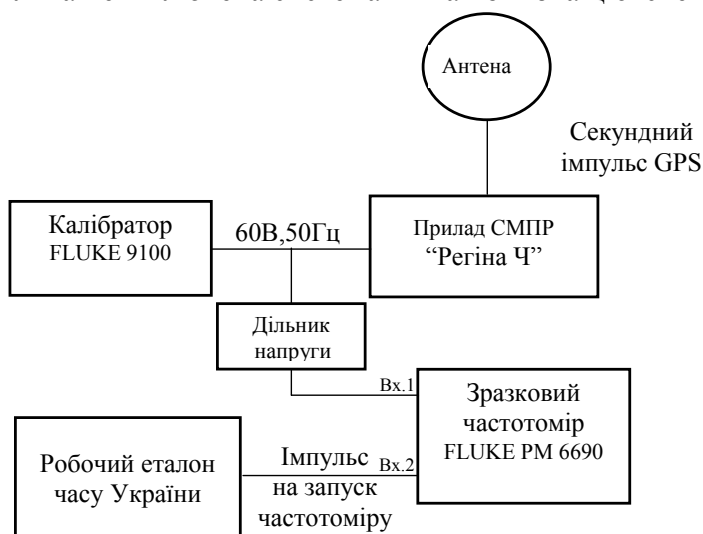 Антена
Секундний
імпульс GPS
Калібратор
FLUKE 9100
60В,50Гц
Прилад СМПР
“Регіна Ч”
Дільник
напруги
Вх.1
Зразковий
частотомір
FLUKE PM 6690
Робочий еталон
часу України
Імпульс
на запуск
частотоміру
Вх.2